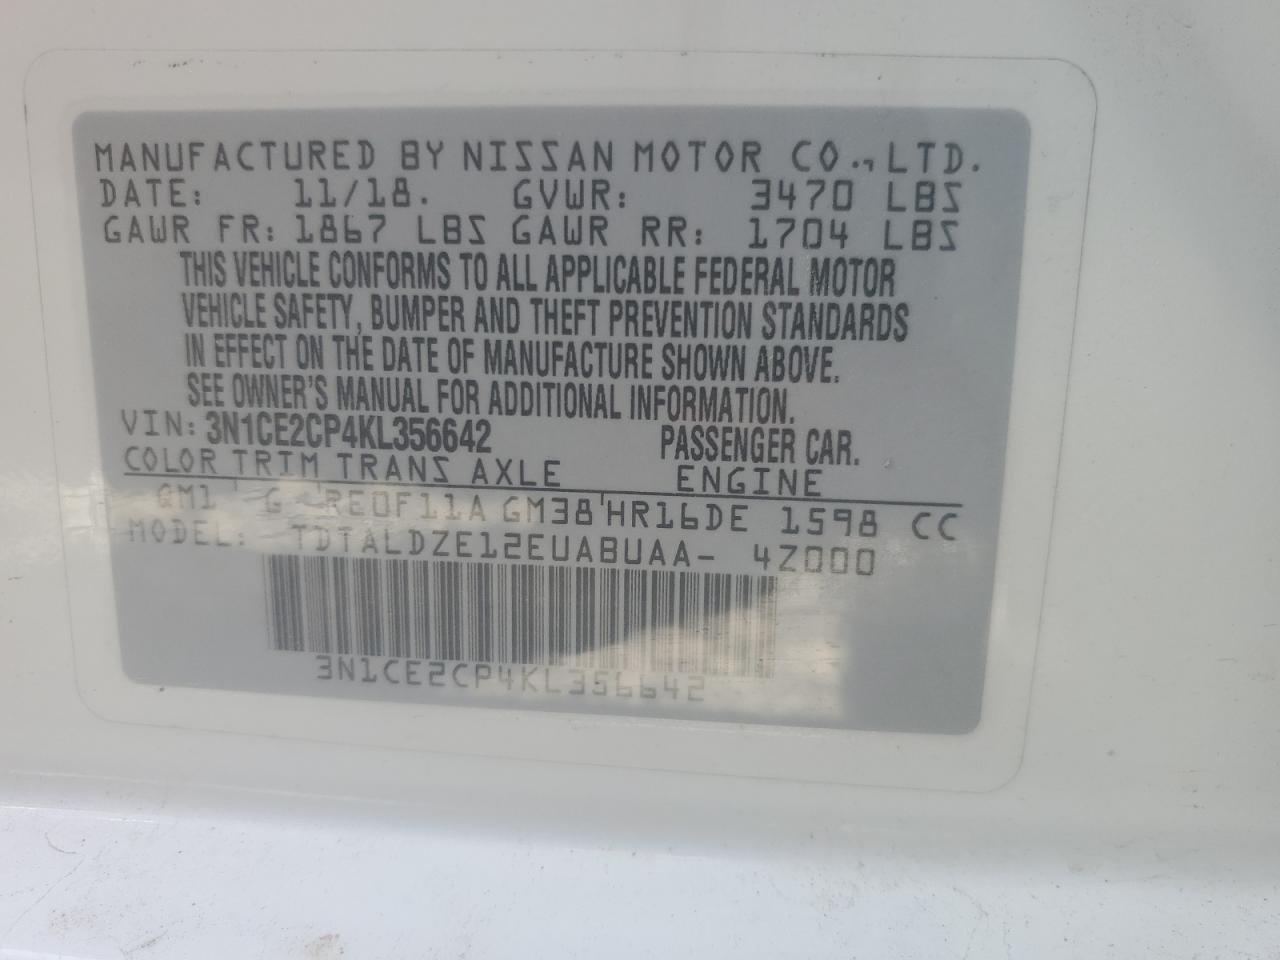 MANUFACTURED BY NISSAN MOTOR CO., LTD.
DATE: 11/18. GVWR: 3470 LBS
GAWR FR: 1867 LBS GAWR RR: 1704 LBS
THIS VEHICLE CONFORMS TO ALL APPLICABLE FEDERAL MOTOR
VEHICLE SAFETY, BUMPER AND THEFT PREVENTION STANDARDS
IN EFFECT ON THE DATE OF MANUFACTURE SHOWN ABOVE.
SEE OWNER'S MANUAL FOR ADDITIONAL INFORMATION.
VIN: 3N1CE2CP4KL356642 PASSENGER CAR.
COLOR TRIM TRANS AXLE ENGINE
QM1 G RE0F11A GM38 HR16DE 1598 CC
MODEL: TDTALDZE12EUABUAA- 4Z000
3N1CE2CP4KL356642